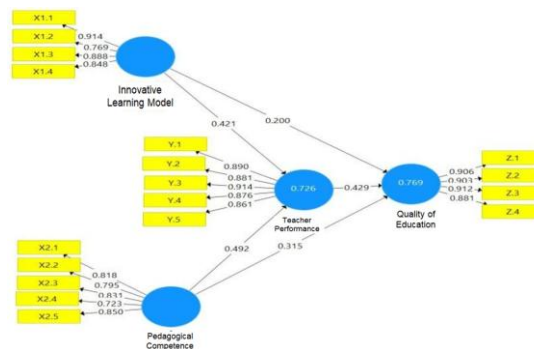 X1.1
X1.2
X1.3
X1.4
0.914
0.769
0.888
0.848
Innovative
Learning Model
0.421
0.200
Y.1
Y.2
Y.3
Y.4
Y.5
0.890
0.881
0.914
0.876
0.861
0.726
Teacher
Performance
0.429
0.769
Quality of
Education
0.906
0.903
0.912
0.881
Z.1
Z.2
Z.3
Z.4
0.492
0.315
X2.1
X2.2
X2.3
X2.4
X2.5
0.818
0.795
0.831
0.723
0.850
Pedagogical
Competence